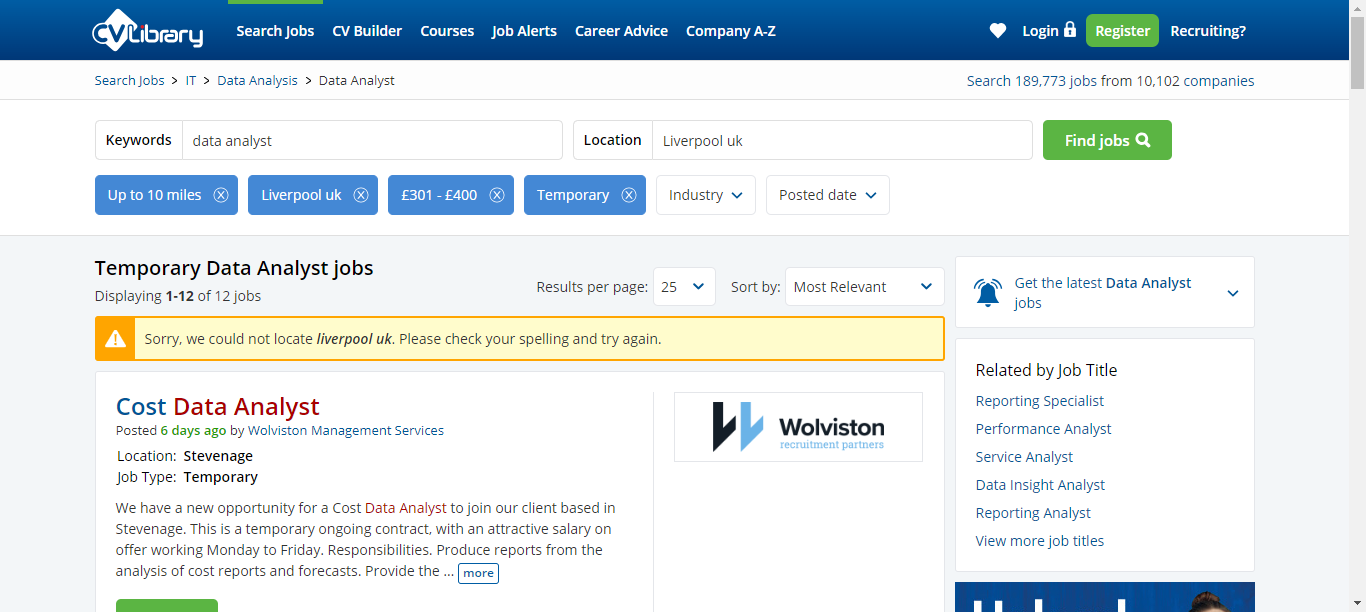 CVLibrary
Search Jobs CV Builder Courses Job Alerts Career Advice Company A-Z Login Register Recruiting?
Search Jobs > IT > Data Analysis > Data Analyst
Search 189,773 jobs from 10,102 companies
Keywords data analyst Location Liverpool uk Find jobs
Up to 10 miles Liverpool uk £301 - £400 Temporary Industry Posted date
Temporary Data Analyst jobs
Displaying 1-12 of 12 jobs
Results per page: 25 Sort by: Most Relevant
Sorry, we could not locate liverpool uk. Please check your spelling and try again.
Cost Data Analyst
Posted 6 days ago by Wolviston Management Services
Location: Stevenage
Job Type: Temporary
We have a new opportunity for a Cost Data Analyst to join our client based in
Stevenage. This is a temporary ongoing contract, with an attractive salary on
offer working Monday to Friday. Responsibilities. Produce reports from the
analysis of cost reports and forecasts. Provide the ... more
Wolviston
recruitment partners
Get the latest Data Analyst
jobs
Related by Job Title
Reporting Specialist
Performance Analyst
Service Analyst
Data Insight Analyst
Reporting Analyst
View more job titles